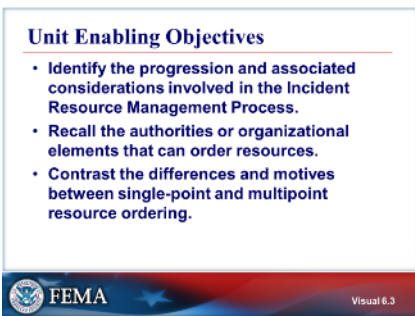 Unit Enabling Objectives
• Identify the progression and associated
considerations involved in the Incident
Resource Management Process.
• Recall the authorities or organizational
elements that can order resources.
• Contrast the differences and motives
between single-point and multipoint
resource ordering.
FEMA
Visual 6.3